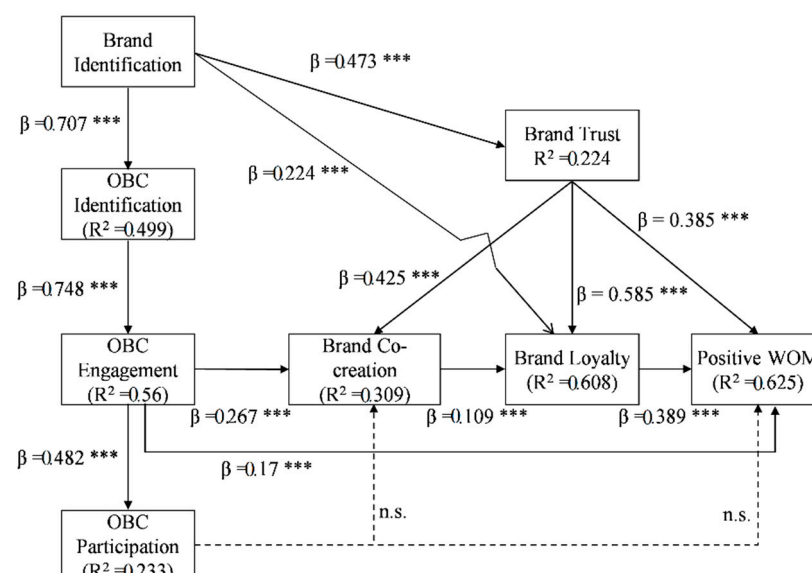 Brand
Identification
β =0.473 ***
β =0.707 ***
Brand Trust
R² =0.224
β =0.224 ***
OBC
Identification
(R² =0.499)
β = 0.385 ***
β =0.425 ***
β =0.748 ***
β = 0.585 ***
OBC
Engagement
(R² =0.56)
Brand Co-
creation
(R² =0.309)
Brand Loyalty
(R² =0.608)
Positive WOM
(R² =0.625)
β =0.267 ***
β =0.109 ***
β =0.389 ***
β =0.482 ***
β =0.17 ***
n.s.
n.s.
OBC
Participation
(R² =0.233)